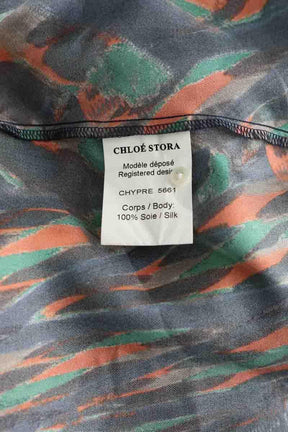 CHLOÉ STORA
Modèle déposé
Registered design
CHYPRE 5661
Corps / Body:
100% Soie / Silk